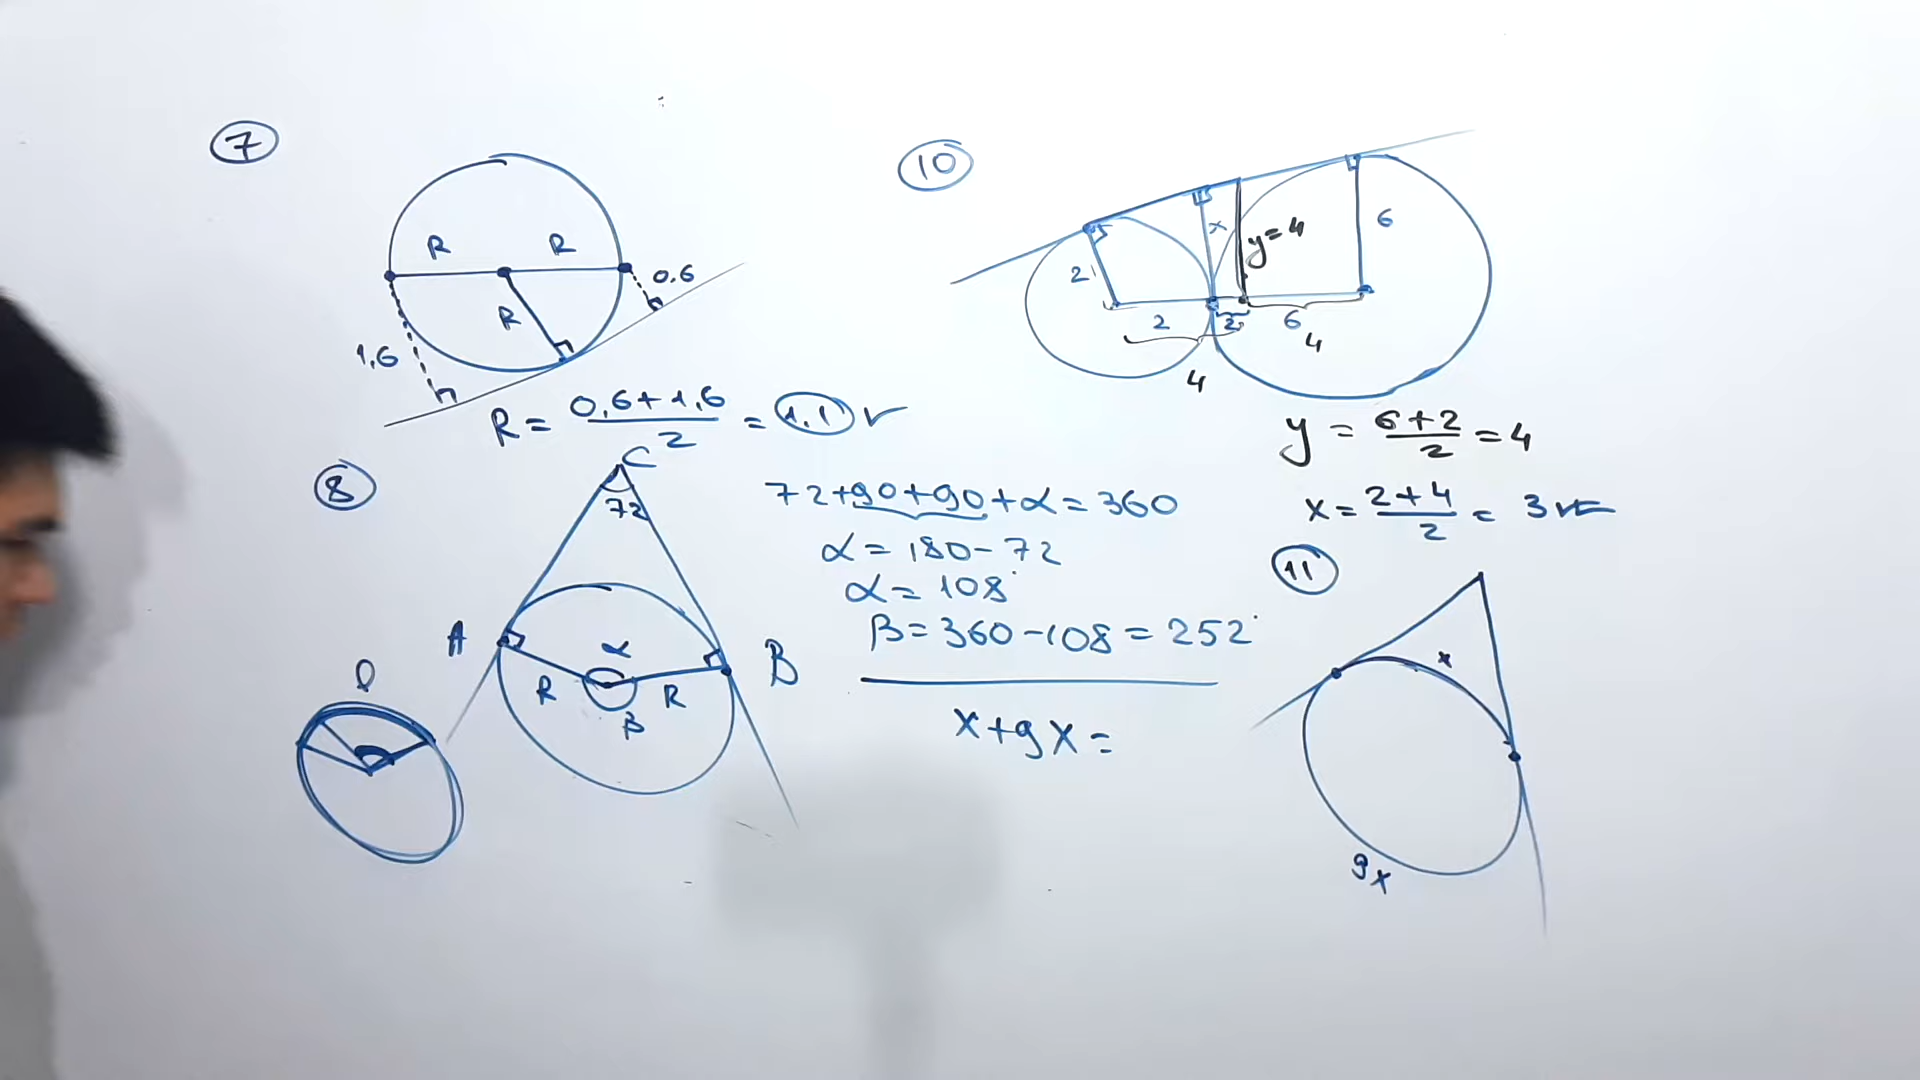 7
R R
R
0.6
1,6
R = (0,6+1,6)/2 = 1,1 ✓
8
C
72
A
B
α
R R
β
72+90+90+α=360
α=180-72
α=108°
β=360-108=252°
x+9x=
10
2
x
y=4
6
2 2 6
4
4
y = (6+2)/2 = 4
x = (2+4)/2 = 3
11
x
9x